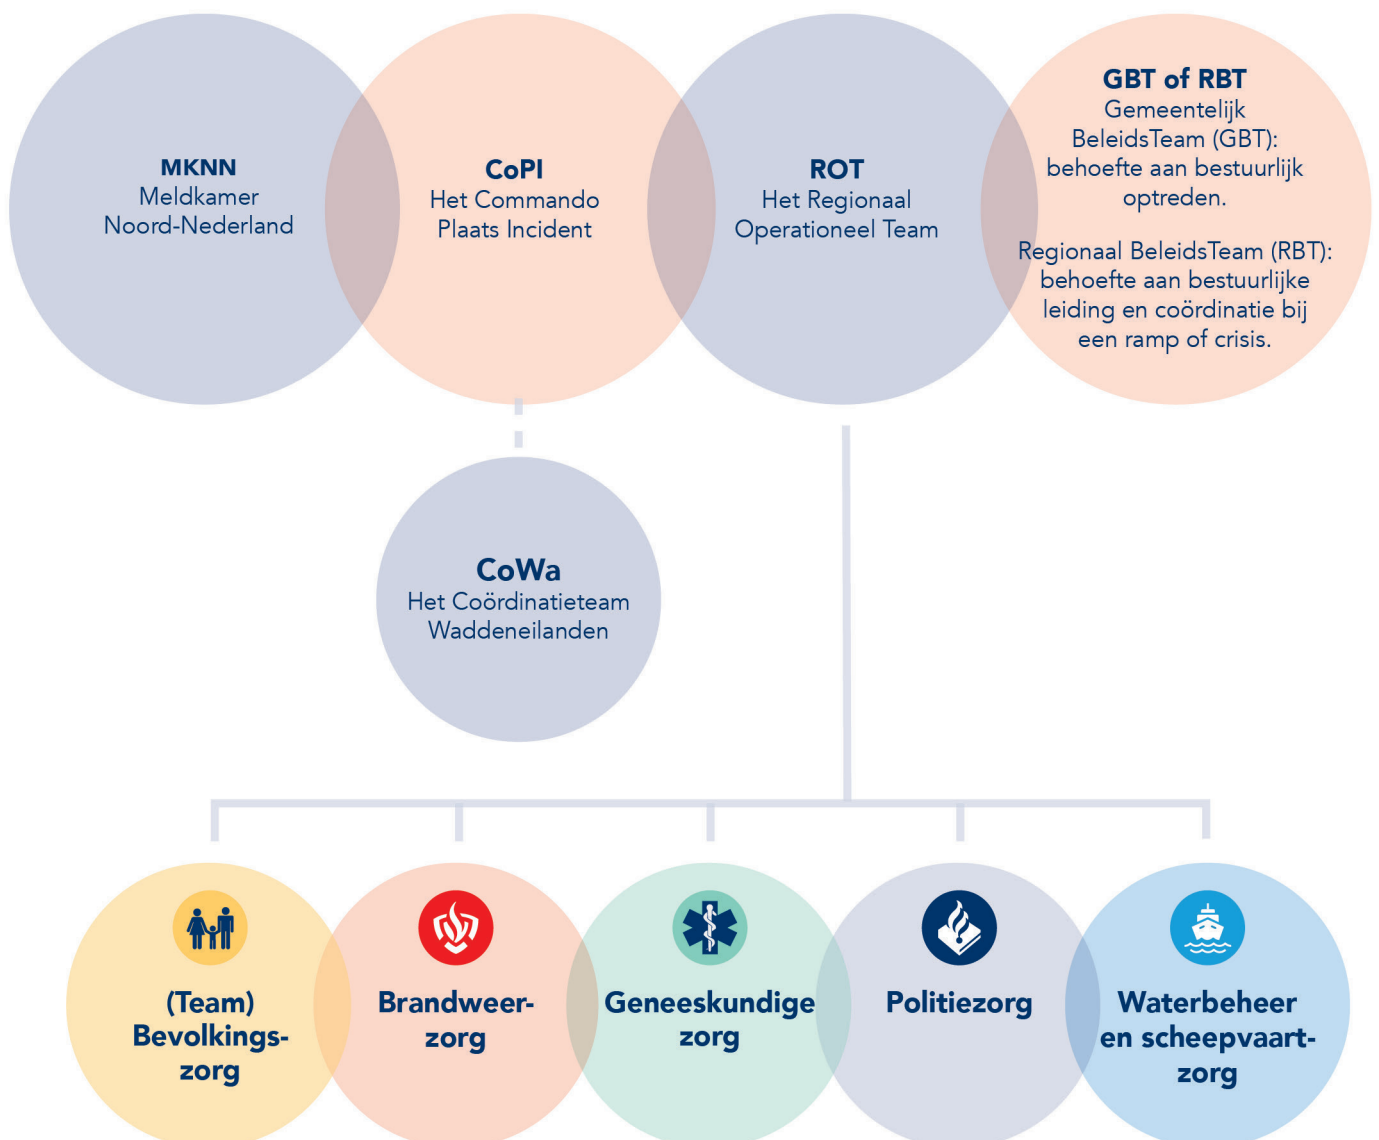 MKNN
Meldkamer
Noord-Nederland
CoPI
Het Commando
Plaats Incident
ROT
Het Regionaal
Operationeel Team
GBT of RBT
Gemeentelijk
BeleidsTeam (GBT):
behoefte aan bestuurlijk
optreden.
Regionaal BeleidsTeam (RBT):
behoefte aan bestuurlijke
leiding en coördinatie bij
een ramp of crisis.
CoWa
Het Coördinatieteam
Waddeneilanden
(Team)
Bevolkings-
zorg
Brandweer-
zorg
Geneeskundige
zorg
Politiezorg
Waterbeheer
en scheepvaart-
zorg